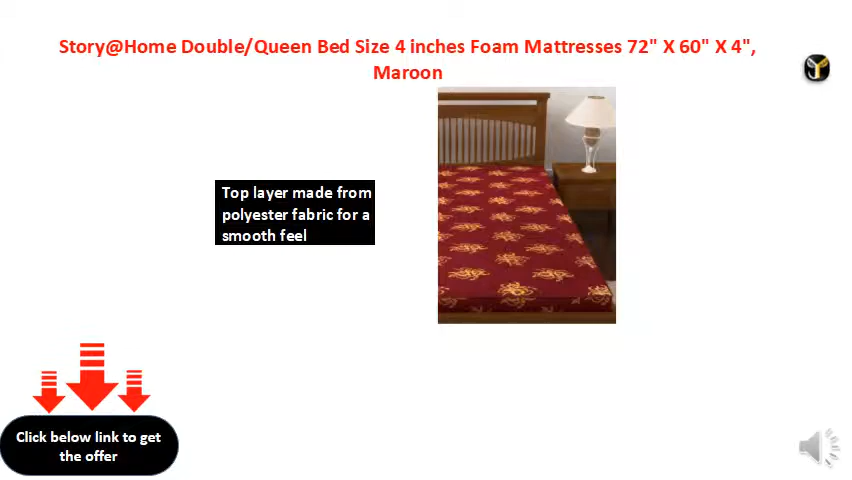 Story@Home Double/Queen Bed Size 4 inches Foam Mattresses 72" X 60" X 4",
Maroon
Top layer made from
polyester fabric for a
smooth feel
Click below link to get
the offer